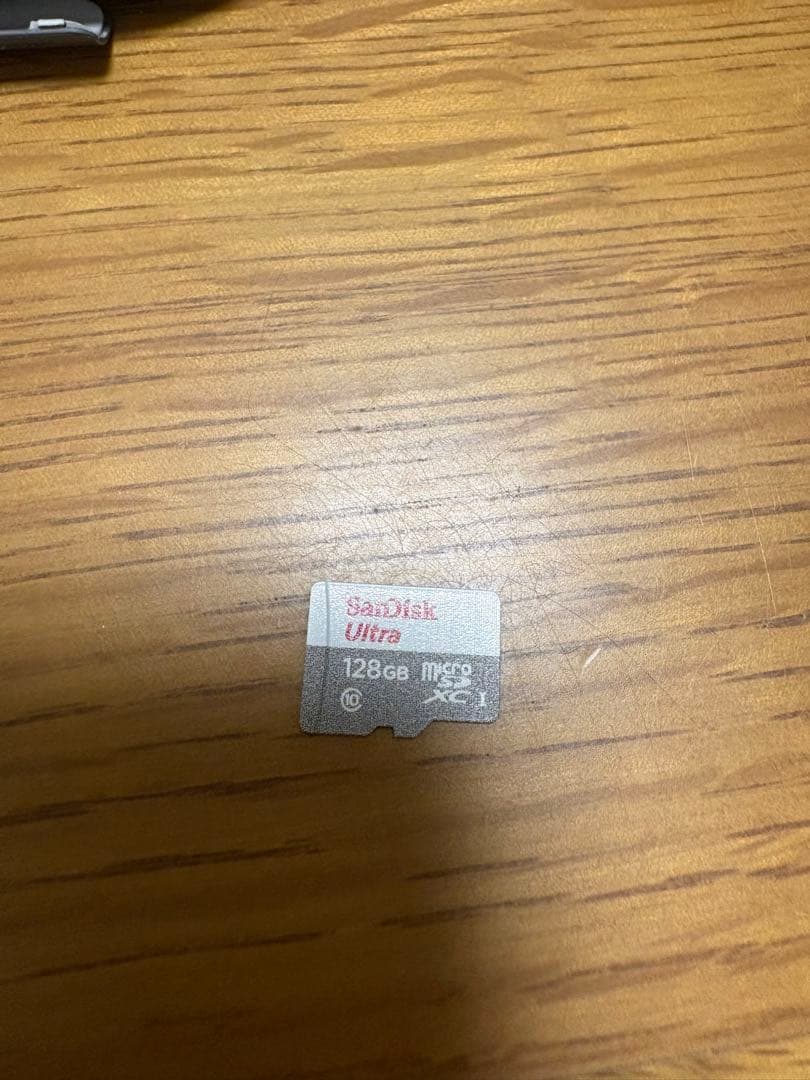 SanDisk
Ultra
128GB micro
SD
XC I
10